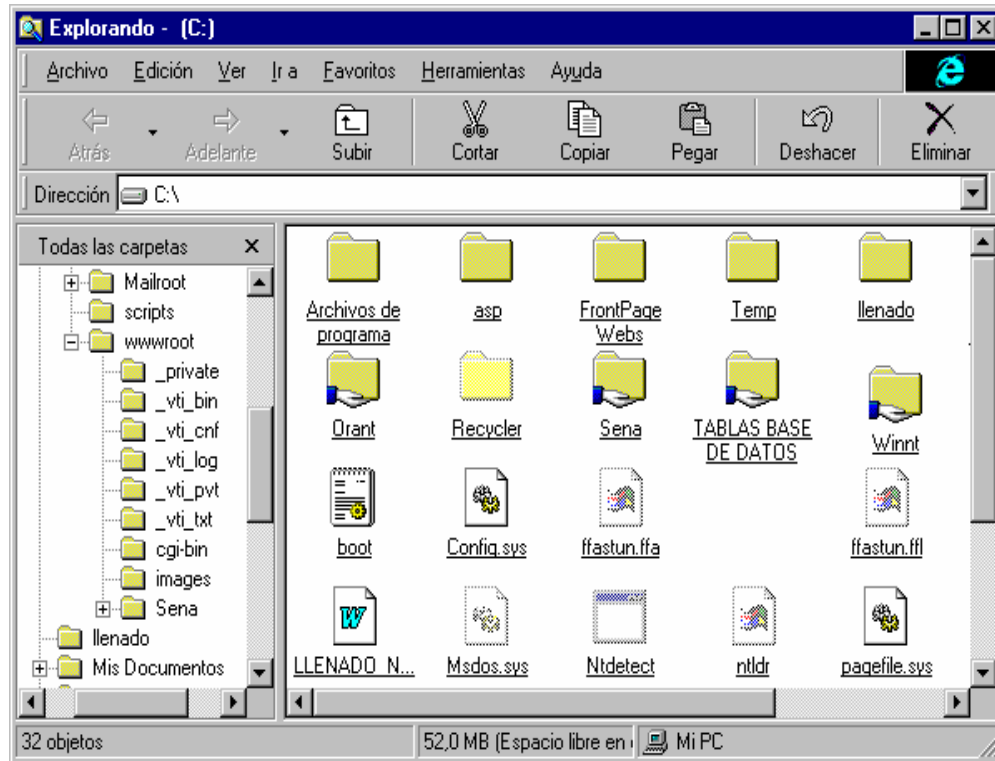 Explorando - (C:)
Archivo Edición Ver Ir a Favoritos Herramientas Ayuda
Atrás Adelante Subir Cortar Copiar Pegar Deshacer Eliminar
Dirección C:\
Todas las carpetas
Mailroot
scripts
wwwroot
_private
_vti_bin
_vti_cnf
_vti_log
_vti_pvt
_vti_txt
cgi-bin
images
Sena
llenado
Mis Documentos
Archivos de programa
asp
FrontPage Webs
Temp
llenado
Orant
Recycler
Sena
TABLAS BASE DE DATOS
Winnt
boot
Config.sys
ffastun.ffa
ffastun.ffl
LLENADO N...
Msdos.sys
Ntdetect
ntldr
pagefile.sys
32 objetos
52,0 MB (Espacio libre en
Mi PC